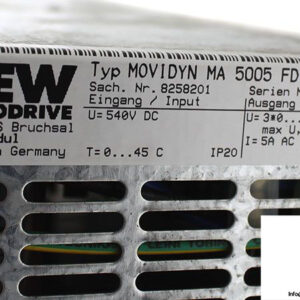 EW Typ MOVIDYN MA 5005 FD
ODRIVE Sach. Nr. 8258201 Serien
Eingang / Input Ausgang
S Bruchsal U= 540V DC U= 3*0...
dul max U
Germany T= 0...45 C IP20 I= 5A AC
Info